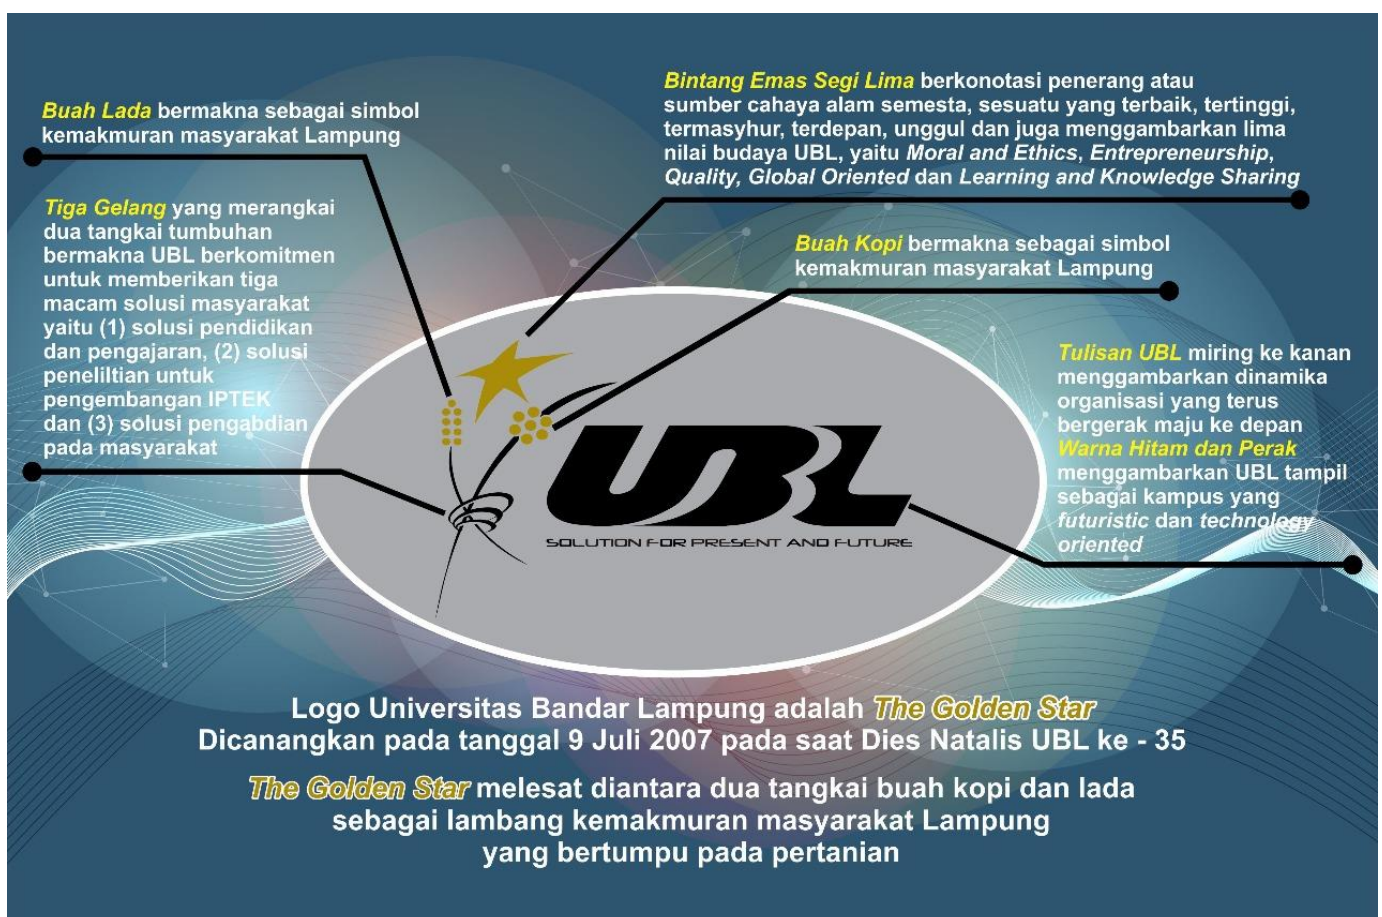 Buah Lada bermakna sebagai simbol
kemakmuran masyarakat Lampung
Bintang Emas Segi Lima berkonotasi penerang atau
sumber cahaya alam semesta, sesuatu yang terbaik, tertinggi,
termasyhur, terdepan, unggul dan juga menggambarkan lima
nilai budaya UBL, yaitu Moral and Ethics, Entrepreneurship,
Quality, Global Oriented dan Learning and Knowledge Sharing
Tiga Gelang yang merangkai
dua tangkai tumbuhan
bermakna UBL berkomitmen
untuk memberikan tiga
macam solusi masyarakat
yaitu (1) solusi pendidikan
dan pengajaran, (2) solusi
peneliltian untuk
pengembangan IPTEK
dan (3) solusi pengabdian
pada masyarakat
Buah Kopi bermakna sebagai simbol
kemakmuran masyarakat Lampung
Tulisan UBL miring ke kanan
menggambarkan dinamika
organisasi yang terus
bergerak maju ke depan
Warna Hitam dan Perak
menggambarkan UBL tampil
sebagai kampus yang
futuristic dan technology
oriented
UBL
SOLUTION FOR PRESENT AND FUTURE
Logo Universitas Bandar Lampung adalah The Golden Star
Dicanangkan pada tanggal 9 Juli 2007 pada saat Dies Natalis UBL ke - 35
The Golden Star melesat diantara dua tangkai buah kopi dan lada
sebagai lambang kemakmuran masyarakat Lampung
yang bertumpu pada pertanian